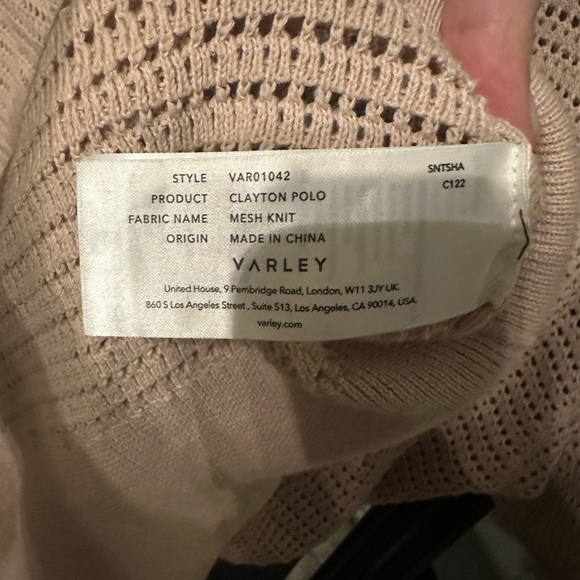 STYLE VAR01042
PRODUCT CLAYTON POLO
FABRIC NAME MESH KNIT
ORIGIN MADE IN CHINA
SNTSHA
C122
VARLEY
United House, 9 Pembridge Road, London, W11 3JY UK.
860 S Los Angeles Street , Suite 513, Los Angeles, CA 90014, USA.
varley.com